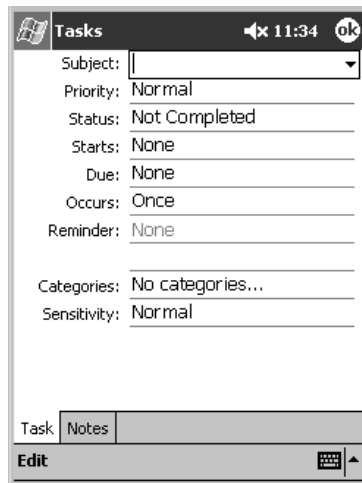 Tasks 11:34 ok
Subject:
Priority: Normal
Status: Not Completed
Starts: None
Due: None
Occurs: Once
Reminder: None
Categories: No categories...
Sensitivity: Normal
Task Notes
Edit